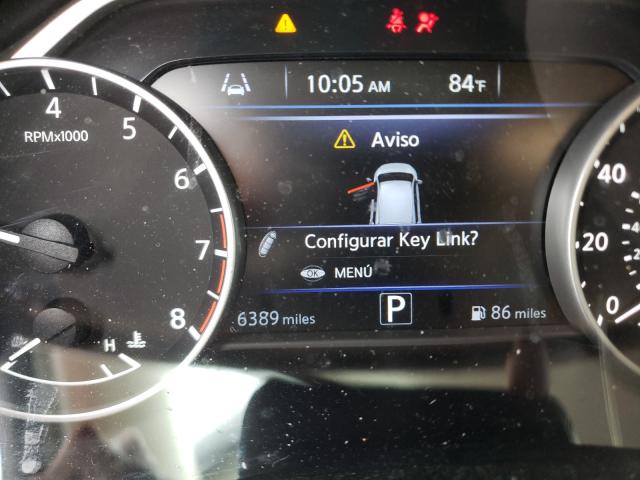 10:05 AM 84°F
4
5
RPMx1000
Aviso
6
40
Configurar Key Link?
7
20
OK MENÚ
8
0
H
6389 miles P 86 miles